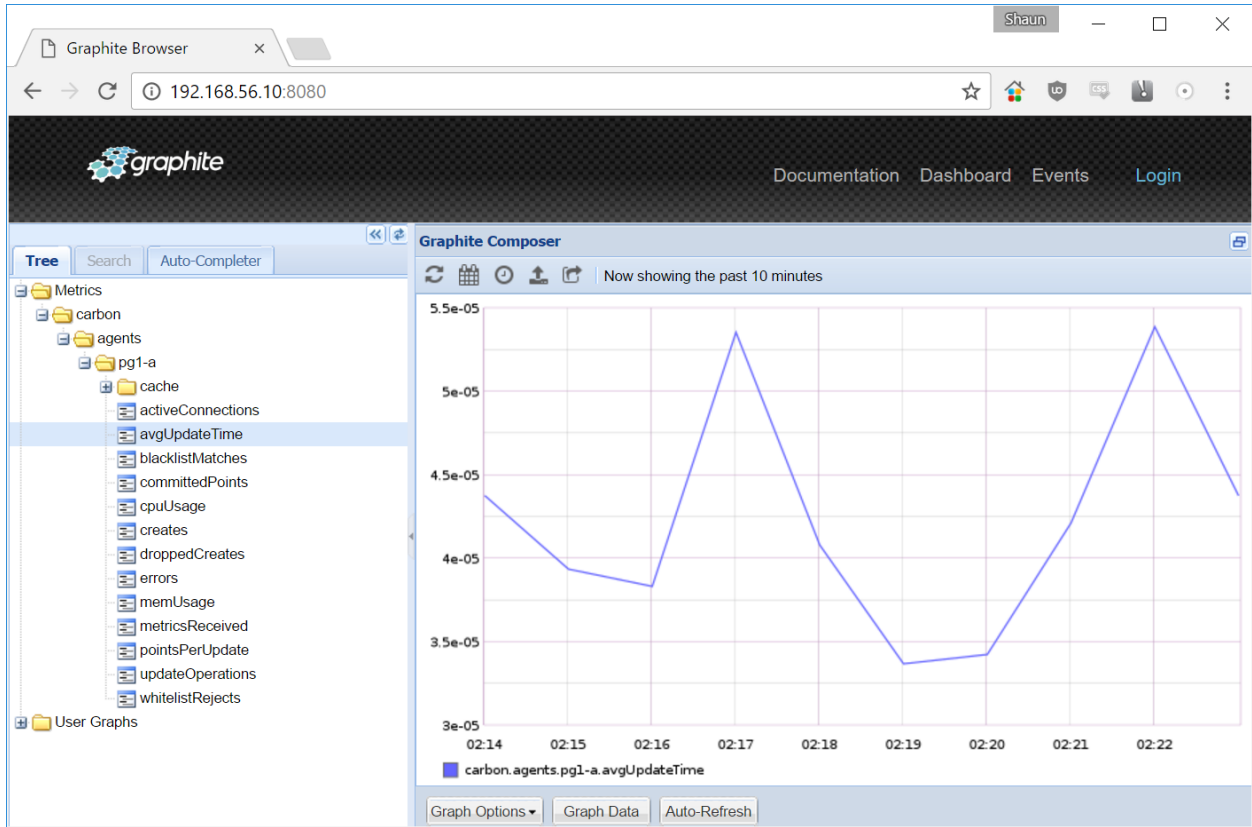 Shaun
Graphite Browser
192.168.56.10:8080
graphite
Documentation Dashboard Events Login
Tree Search Auto-Completer
Metrics
carbon
agents
pg1-a
cache
activeConnections
avgUpdateTime
blacklistMatches
committedPoints
cpuUsage
creates
droppedCreates
errors
memUsage
metricsReceived
pointsPerUpdate
updateOperations
whitelistRejects
User Graphs
Graphite Composer
Now showing the past 10 minutes
5.5e-05
5e-05
4.5e-05
4e-05
3.5e-05
3e-05
02:14 02:15 02:16 02:17 02:18 02:19 02:20 02:21 02:22
carbon.agents.pg1-a.avgUpdateTime
Graph Options Graph Data Auto-Refresh